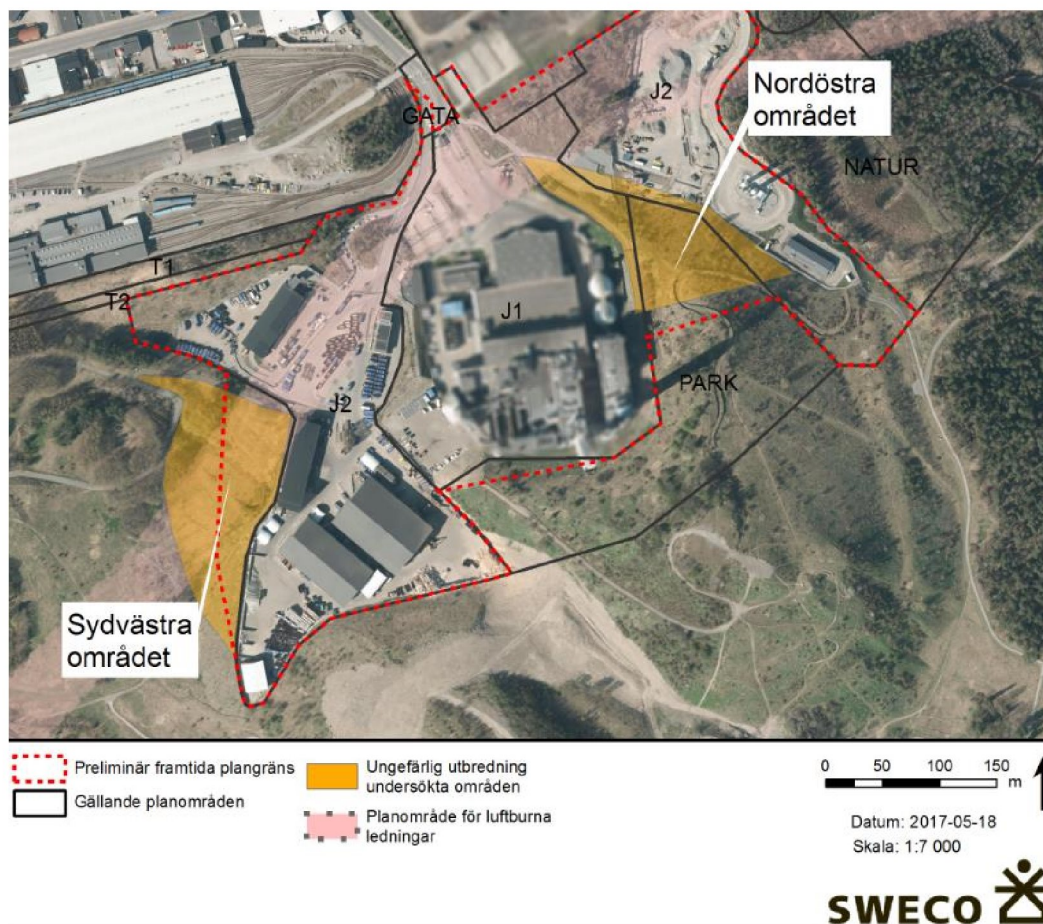 Nordöstra
området
J2
GATA
NATUR
T1
T2
J1
PARK
J2
Sydvästra
området
Preliminär framtida plangräns
Gällande planområden
Ungefärlig utbredning
undersökta områden
Planområde för luftburna
ledningar
0 50 100 150
m
Datum: 2017-05-18
Skala: 1:7 000
SWECO